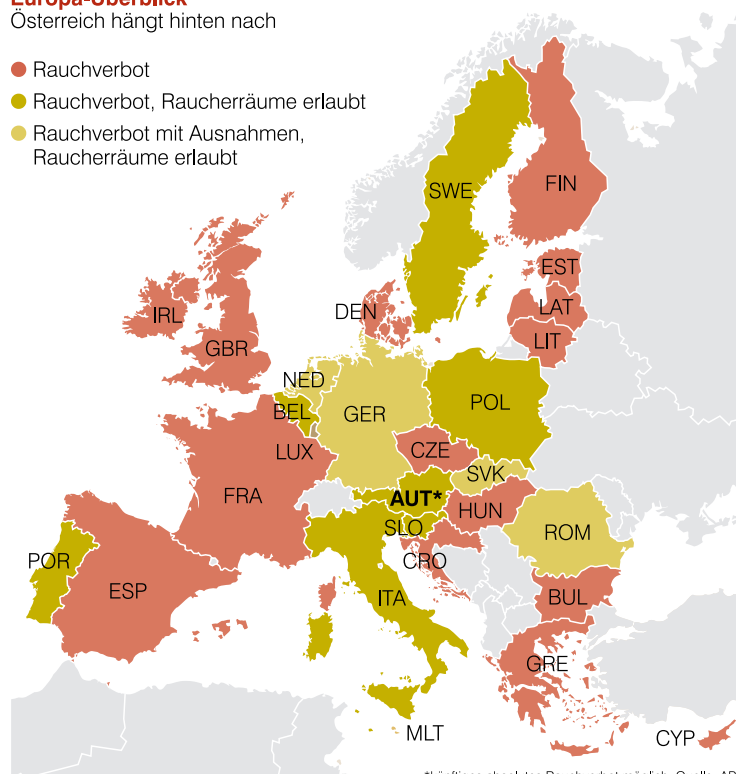 Europa-Überblick
Österreich hängt hinten nach
Rauchverbot
Rauchverbot, Raucherräume erlaubt
Rauchverbot mit Ausnahmen,
Raucherräume erlaubt
SWE
FIN
EST
LAT
LIT
DEN
IRL
GBR
NED
BEL
GER
POL
LUX
CZE
SVK
FRA
AUT*
HUN
SLO
ROM
CRO
POR
ESP
ITA
BUL
GRE
MLT
CYP